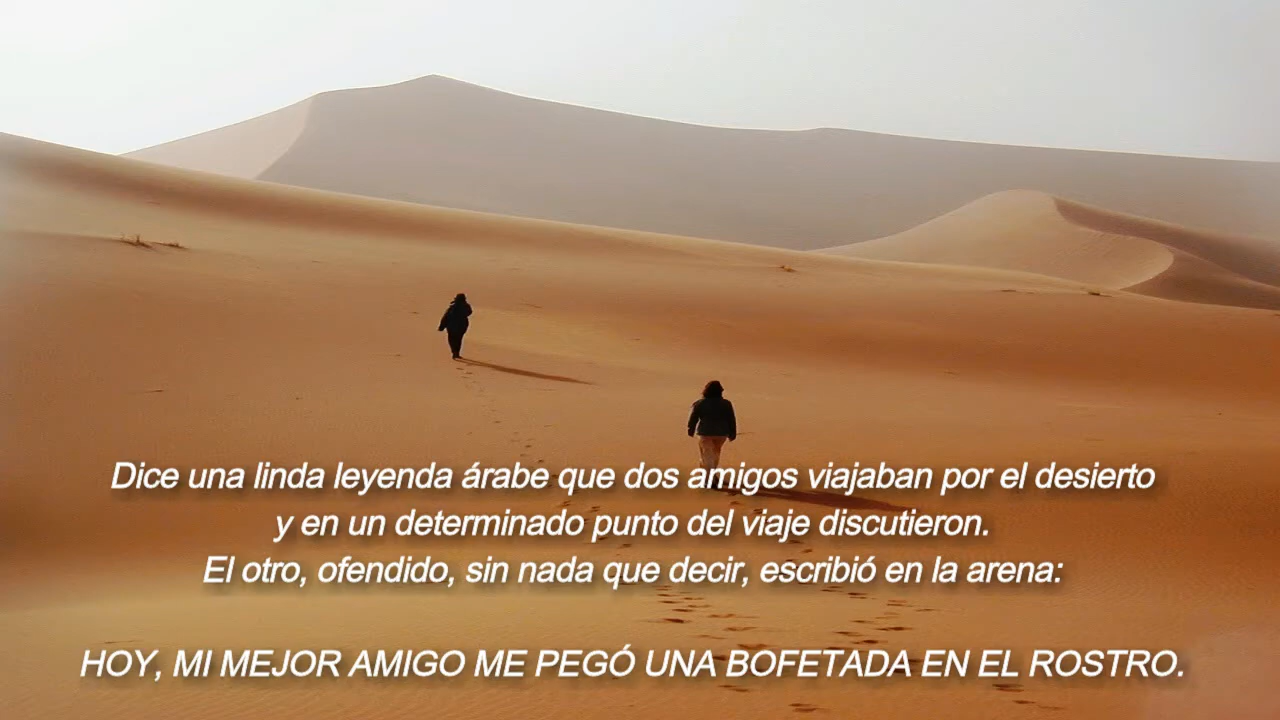 Dice una linda leyenda árabe que dos amigos viajaban por el desierto
y en un determinado punto del viaje discutieron.
El otro, ofendido, sin nada que decir, escribió en la arena:
HOY, MI MEJOR AMIGO ME PEGÓ UNA BOFETADA EN EL ROSTRO.